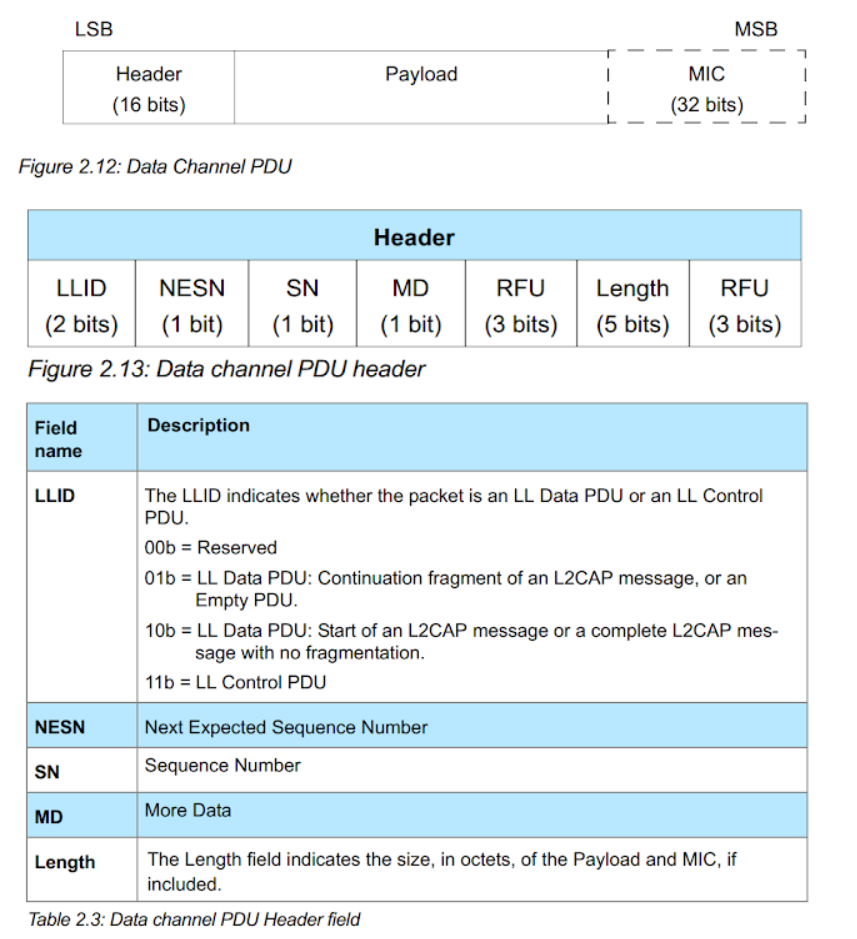 LSB MSB
Header Payload MIC
(16 bits) (32 bits)
Figure 2.12: Data Channel PDU
Header
LLID NESN SN MD RFU Length RFU
(2 bits) (1 bit) (1 bit) (1 bit) (3 bits) (5 bits) (3 bits)
Figure 2.13: Data channel PDU header
Field Description
name
LLID The LLID indicates whether the packet is an LL Data PDU or an LL Control
PDU.
00b = Reserved
01b = LL Data PDU: Continuation fragment of an L2CAP message, or an
Empty PDU.
10b = LL Data PDU: Start of an L2CAP message or a complete L2CAP mes-
sage with no fragmentation.
11b = LL Control PDU
NESN Next Expected Sequence Number
SN Sequence Number
MD More Data
Length The Length field indicates the size, in octets, of the Payload and MIC, if
included.
Table 2.3: Data channel PDU Header field